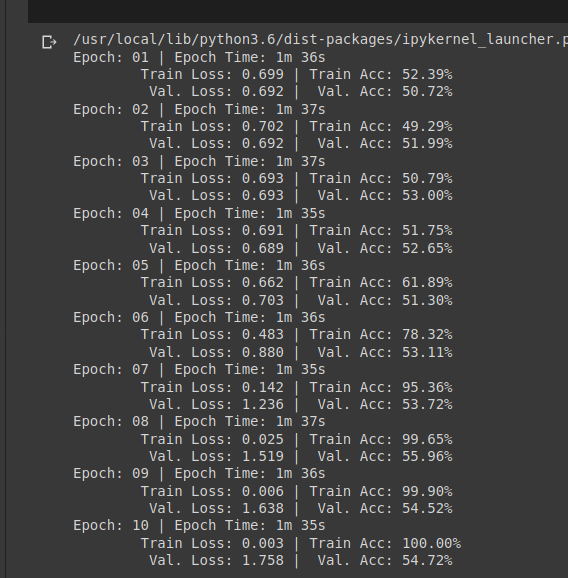 /usr/local/lib/python3.6/dist-packages/ipykernel_launcher.p
Epoch: 01 | Epoch Time: 1m 36s
Train Loss: 0.699 | Train Acc: 52.39%
Val. Loss: 0.692 | Val. Acc: 50.72%
Epoch: 02 | Epoch Time: 1m 37s
Train Loss: 0.702 | Train Acc: 49.29%
Val. Loss: 0.692 | Val. Acc: 51.99%
Epoch: 03 | Epoch Time: 1m 37s
Train Loss: 0.693 | Train Acc: 50.79%
Val. Loss: 0.693 | Val. Acc: 53.00%
Epoch: 04 | Epoch Time: 1m 35s
Train Loss: 0.691 | Train Acc: 51.75%
Val. Loss: 0.689 | Val. Acc: 52.65%
Epoch: 05 | Epoch Time: 1m 36s
Train Loss: 0.662 | Train Acc: 61.89%
Val. Loss: 0.703 | Val. Acc: 51.30%
Epoch: 06 | Epoch Time: 1m 36s
Train Loss: 0.483 | Train Acc: 78.32%
Val. Loss: 0.880 | Val. Acc: 53.11%
Epoch: 07 | Epoch Time: 1m 35s
Train Loss: 0.142 | Train Acc: 95.36%
Val. Loss: 1.236 | Val. Acc: 53.72%
Epoch: 08 | Epoch Time: 1m 37s
Train Loss: 0.025 | Train Acc: 99.65%
Val. Loss: 1.519 | Val. Acc: 55.96%
Epoch: 09 | Epoch Time: 1m 36s
Train Loss: 0.006 | Train Acc: 99.90%
Val. Loss: 1.638 | Val. Acc: 54.52%
Epoch: 10 | Epoch Time: 1m 35s
Train Loss: 0.003 | Train Acc: 100.00%
Val. Loss: 1.758 | Val. Acc: 54.72%